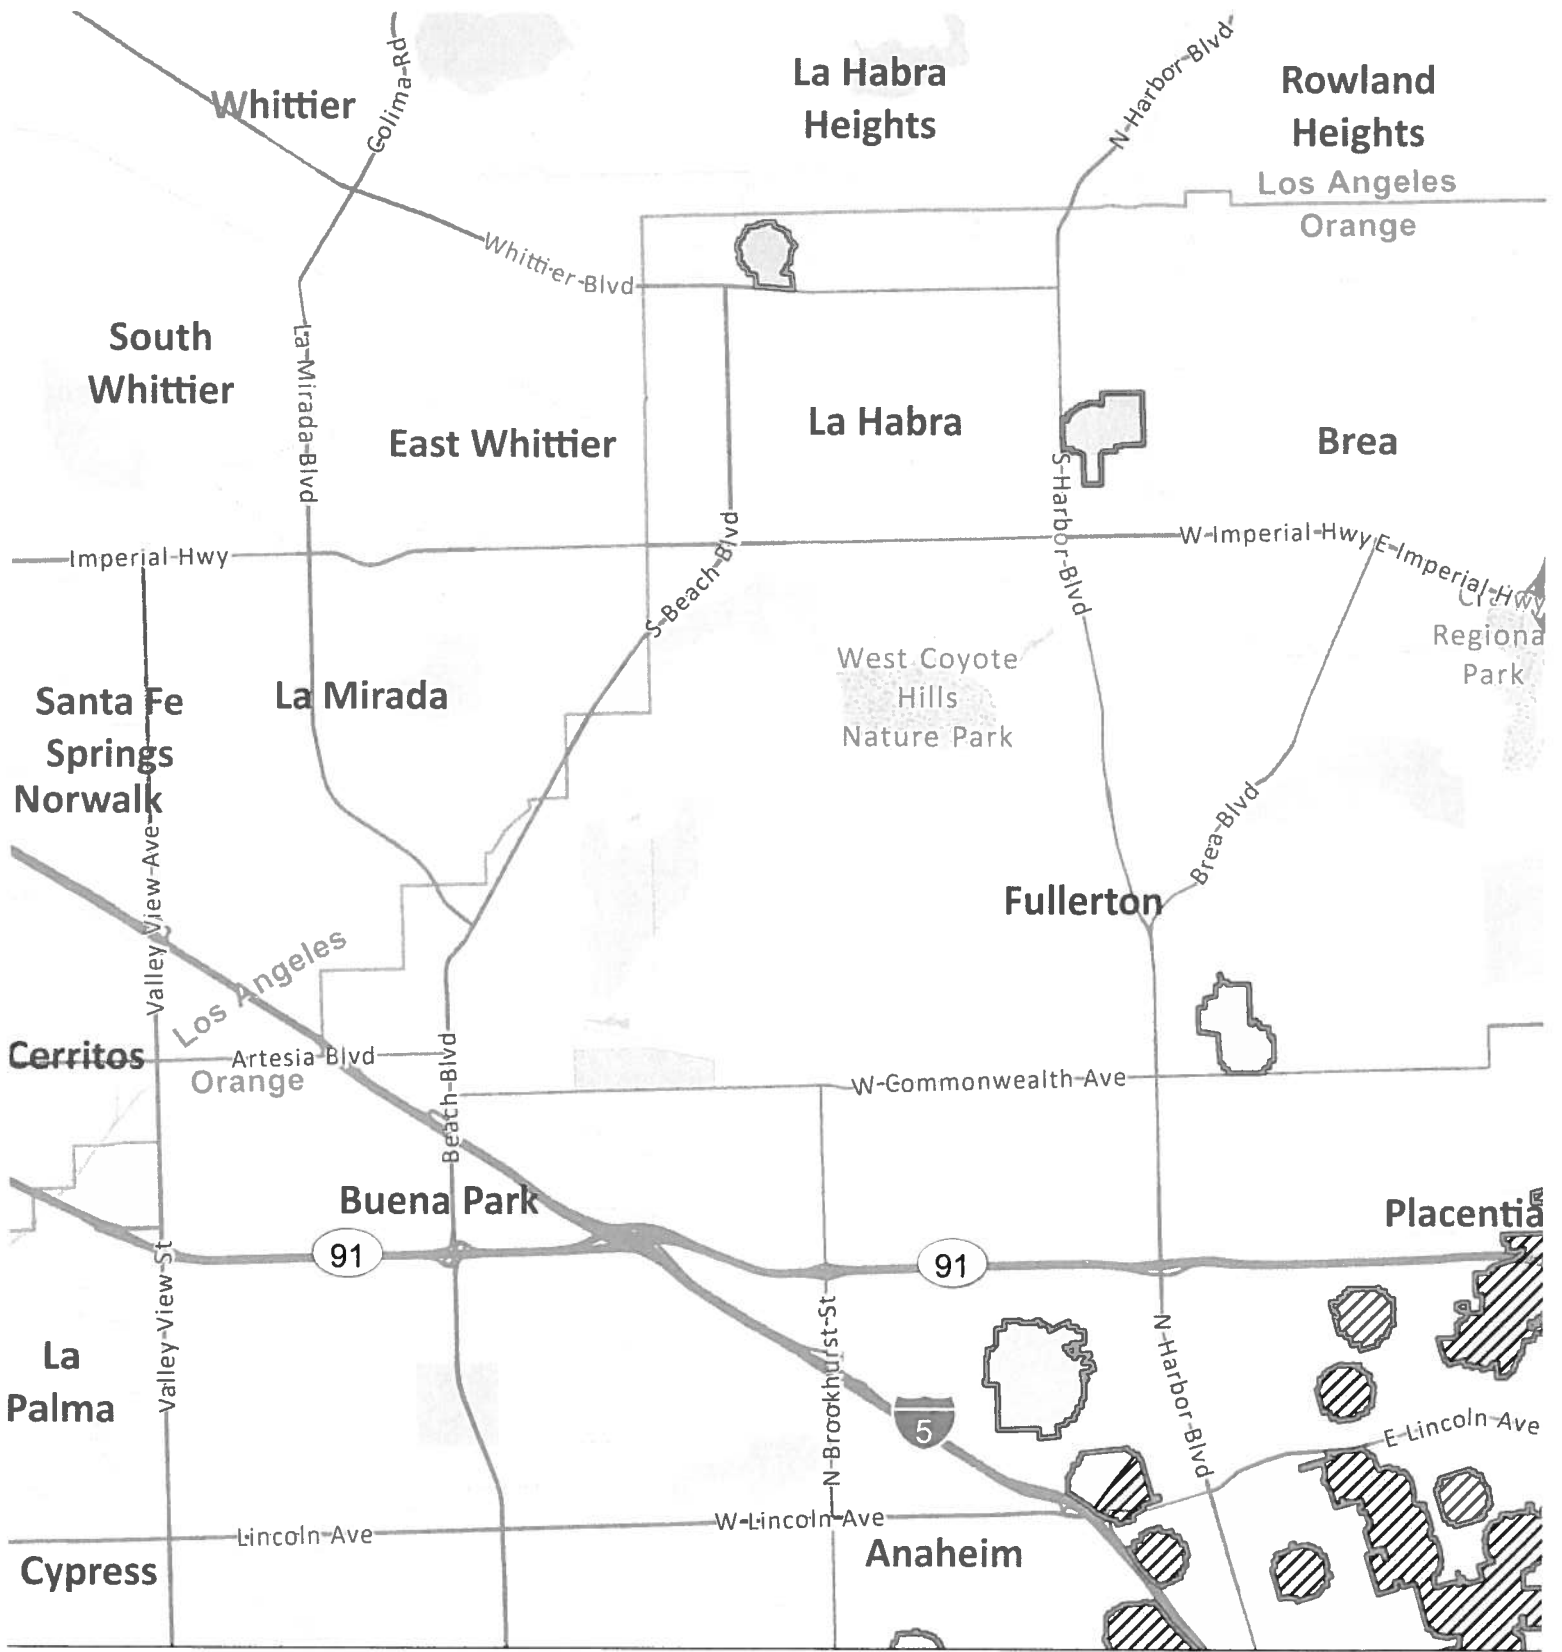 Whittier
Colima Rd
La Habra
Heights
N Harbor Blvd
Rowland
Heights
Los Angeles
Orange
Whittier Blvd
South
Whittier
La Mirada Blvd
East Whittier
La Habra
Brea
S Harbor Blvd
S Beach Blvd
Imperial Hwy
W Imperial Hwy
E Imperial Hwy
Regiona
Park
West Coyote
Hills
Nature Park
Santa Fe
Springs
La Mirada
Norwalk
Valley View Ave
Brea Blvd
Fullerton
Valley
Los Angeles
Cerritos
Artesia Blvd
Orange
Beach Blvd
W Commonwealth Ave
Buena Park
Placentia
91
91
Valley View St
N Brookhurst St
N Harbor Blvd
La
Palma
5
E Lincoln Ave
W Lincoln Ave
Lincoln Ave
Anaheim
Cypress